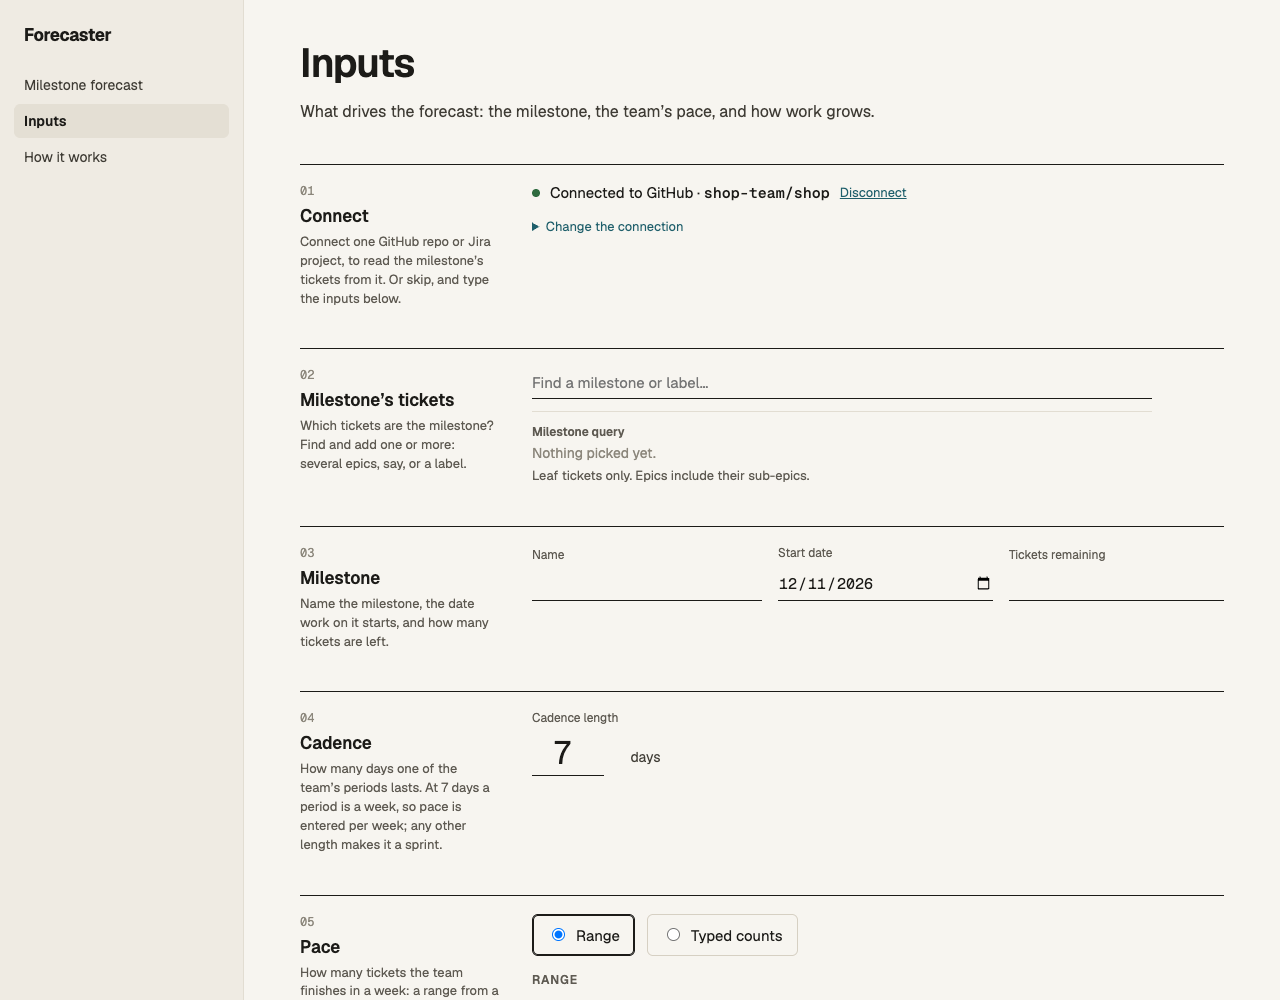 Forecaster
Milestone forecast
Inputs
How it works
Inputs
What drives the forecast: the milestone, the team’s pace, and how work grows.
01
Connect
Connect one GitHub repo or Jira
project, to read the milestone’s
tickets from it. Or skip, and type
the inputs below.
Connected to GitHub · shop-team/shop Disconnect
Change the connection
02
Milestone’s tickets
Which tickets are the milestone?
Find and add one or more:
several epics, say, or a label.
Find a milestone or label…
Milestone query
Nothing picked yet.
Leaf tickets only. Epics include their sub-epics.
03
Milestone
Name the milestone, the date
work on it starts, and how many
tickets are left.
Name
Start date
12/11/2026
Tickets remaining
04
Cadence
How many days one of the
team’s periods lasts. At 7 days a
period is a week, so pace is
entered per week; any other
length makes it a sprint.
Cadence length
7 days
05
Pace
How many tickets the team
finishes in a week: a range from a
Range
Typed counts
RANGE